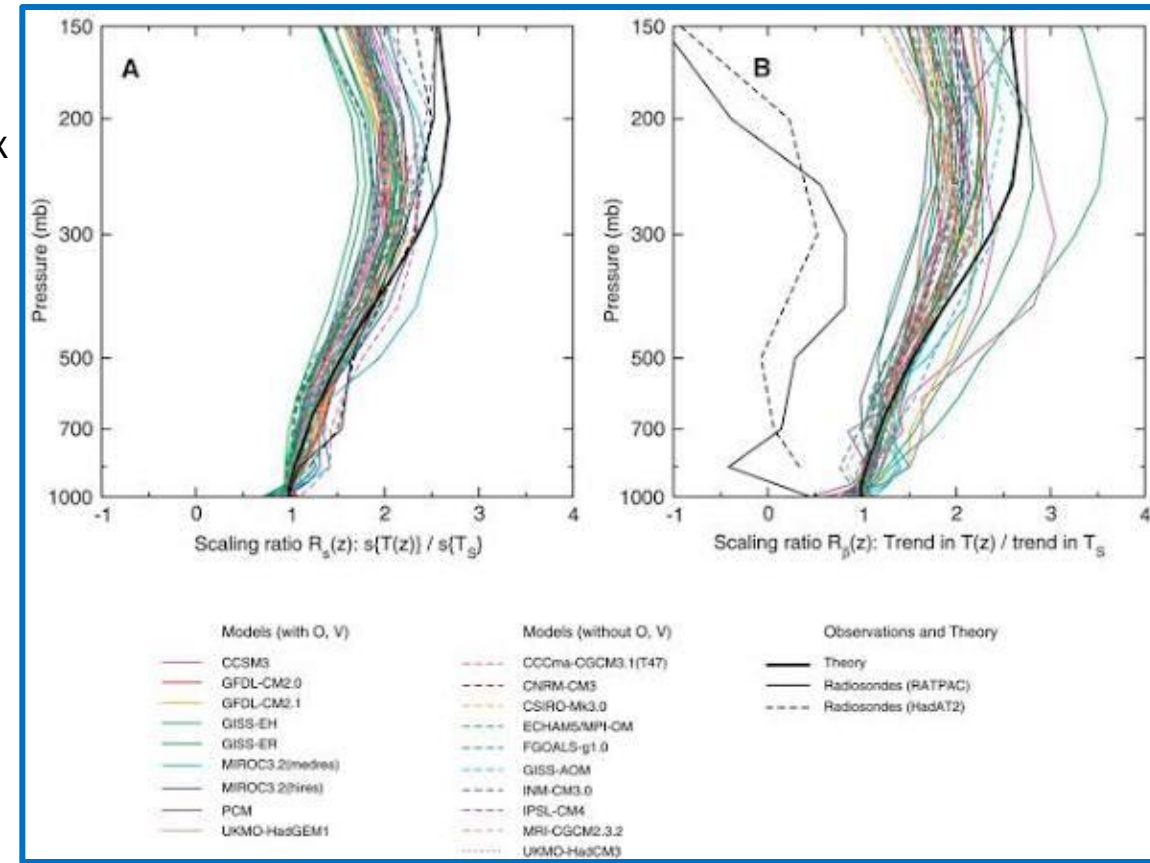 x
A
B
150
200
300
500
700
1000
Pressure (mb)
-1 0 1 2 3 4
Scaling ratio R_s(z): s{T(z)} / s{T_S}
150
200
300
500
700
1000
Pressure (mb)
-1 0 1 2 3 4
Scaling ratio R_β(z): Trend in T(z) / trend in T_S
Models (with O, V)
CCSM3
GFDL-CM2.0
GFDL-CM2.1
GISS-EH
GISS-ER
MIROC3.2(medres)
MIROC3.2(hires)
PCM
UKMO-HadGEM1
Models (without O, V)
CCCma-CGCM3.1(T47)
CNRM-CM3
CSIRO-Mk3.0
ECHAM5/MPI-OM
FGOALS-g1.0
GISS-AOM
INM-CM3.0
IPSL-CM4
MRI-CGCM2.3.2
UKMO-HadCM3
Observations and Theory
Theory
Radiosondes (RATPAC)
Radiosondes (HadAT2)